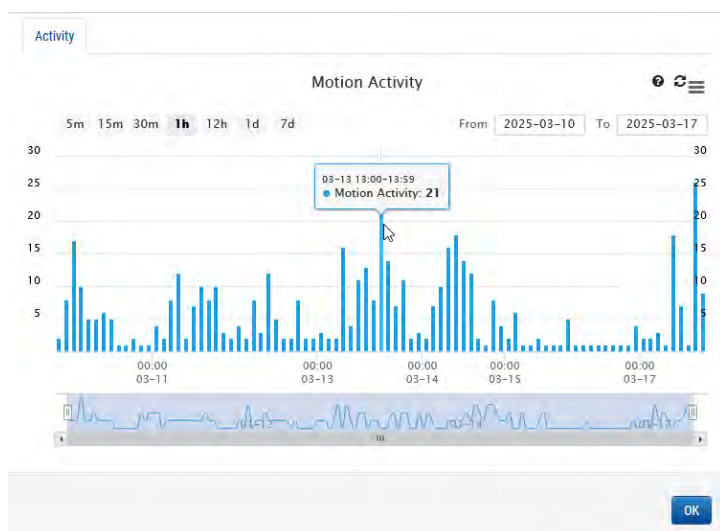 Activity
Motion Activity
5m 15m 30m 1h 12h 1d 7d From 2025-03-10 To 2025-03-17
30 30
03-13 13:00-13:59
25 25
Motion Activity: 21
20 20
15 15
10 10
5 5
00:00 00:00 00:00 00:00 00:00
03-11 03-13 03-14 03-15 03-17
OK